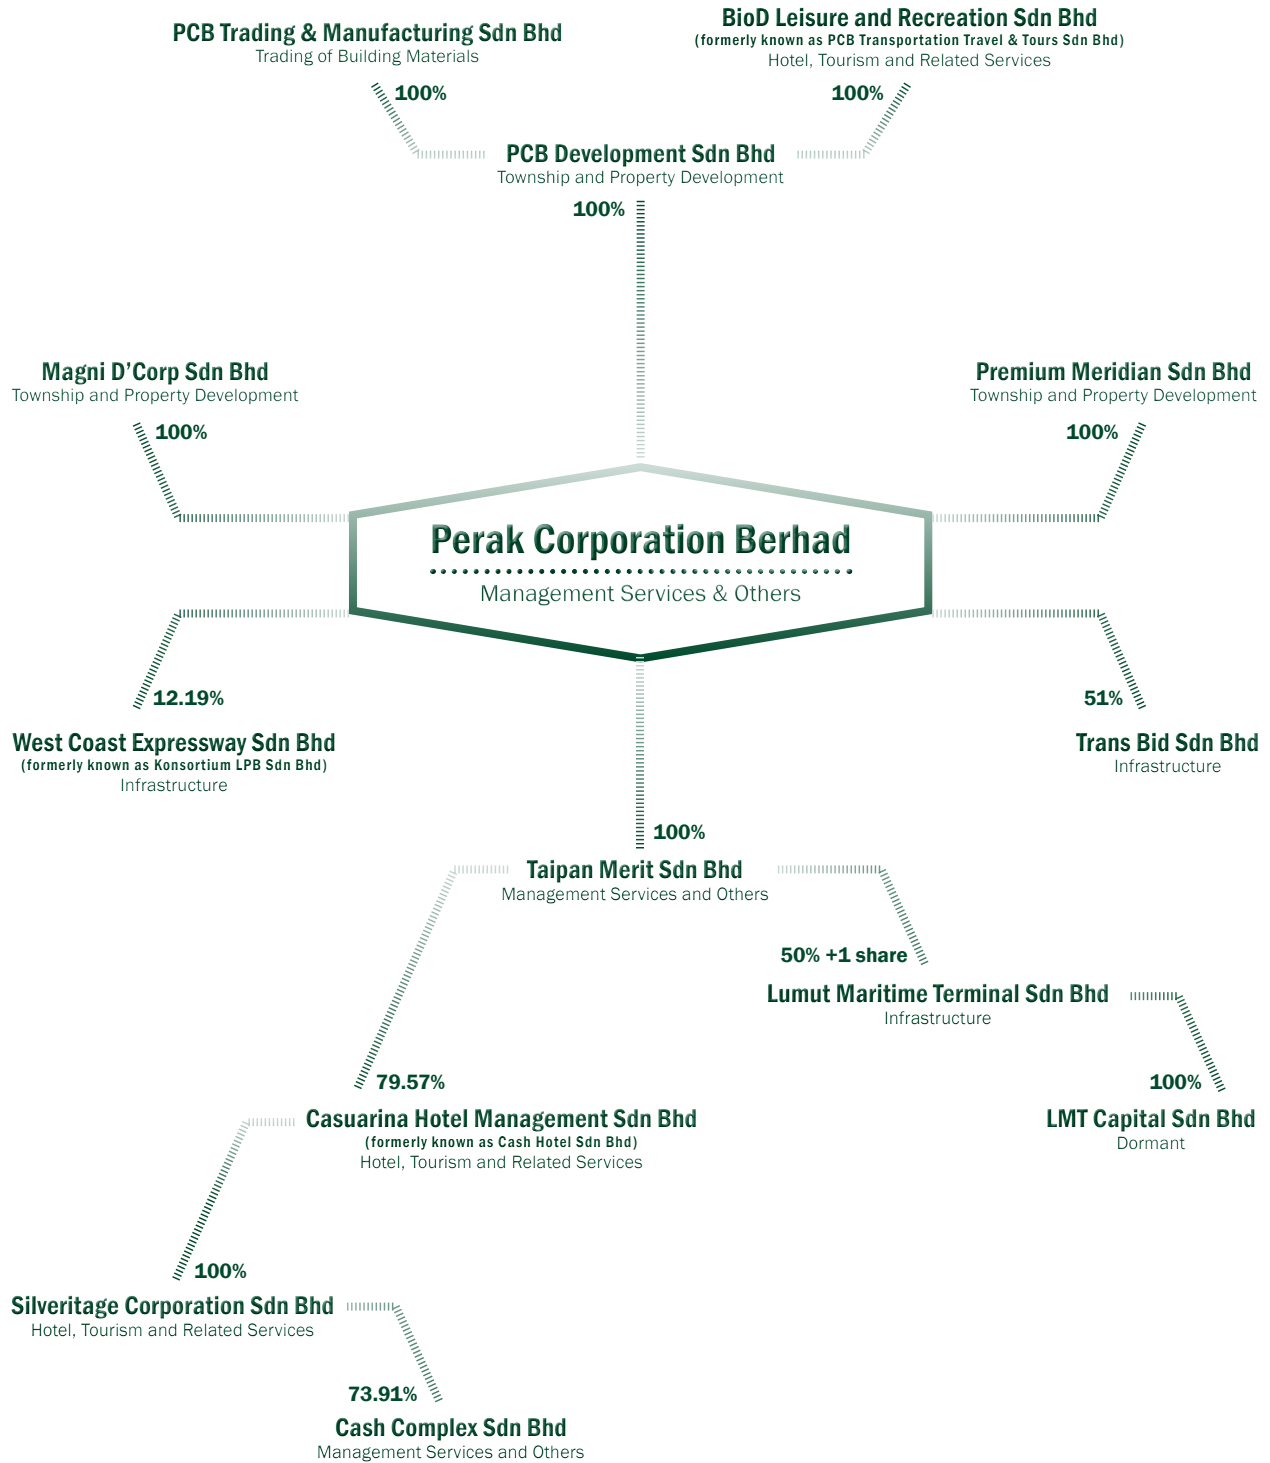 PCB Trading & Manufacturing Sdn Bhd
Trading of Building Materials
100%
BioD Leisure and Recreation Sdn Bhd
(formerly known as PCB Transportation Travel & Tours Sdn Bhd)
Hotel, Tourism and Related Services
100%
PCB Development Sdn Bhd
Township and Property Development
100%
Magni D’Corp Sdn Bhd
Township and Property Development
100%
Premium Meridian Sdn Bhd
Township and Property Development
100%
Perak Corporation Berhad
Management Services & Others
12.19%
West Coast Expressway Sdn Bhd
(formerly known as Konsortium LPB Sdn Bhd)
Infrastructure
51%
Trans Bid Sdn Bhd
Infrastructure
100%
Taipan Merit Sdn Bhd
Management Services and Others
50% +1 share
Lumut Maritime Terminal Sdn Bhd
Infrastructure
79.57%
Casuarina Hotel Management Sdn Bhd
(formerly known as Cash Hotel Sdn Bhd)
Hotel, Tourism and Related Services
100%
LMT Capital Sdn Bhd
Dormant
100%
Silveritage Corporation Sdn Bhd
Hotel, Tourism and Related Services
73.91%
Cash Complex Sdn Bhd
Management Services and Others